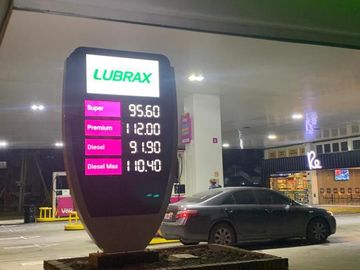 LUBRAX
Super 95.60
Premium 112.00
Diesel 91.90
Diesel Max 110.40